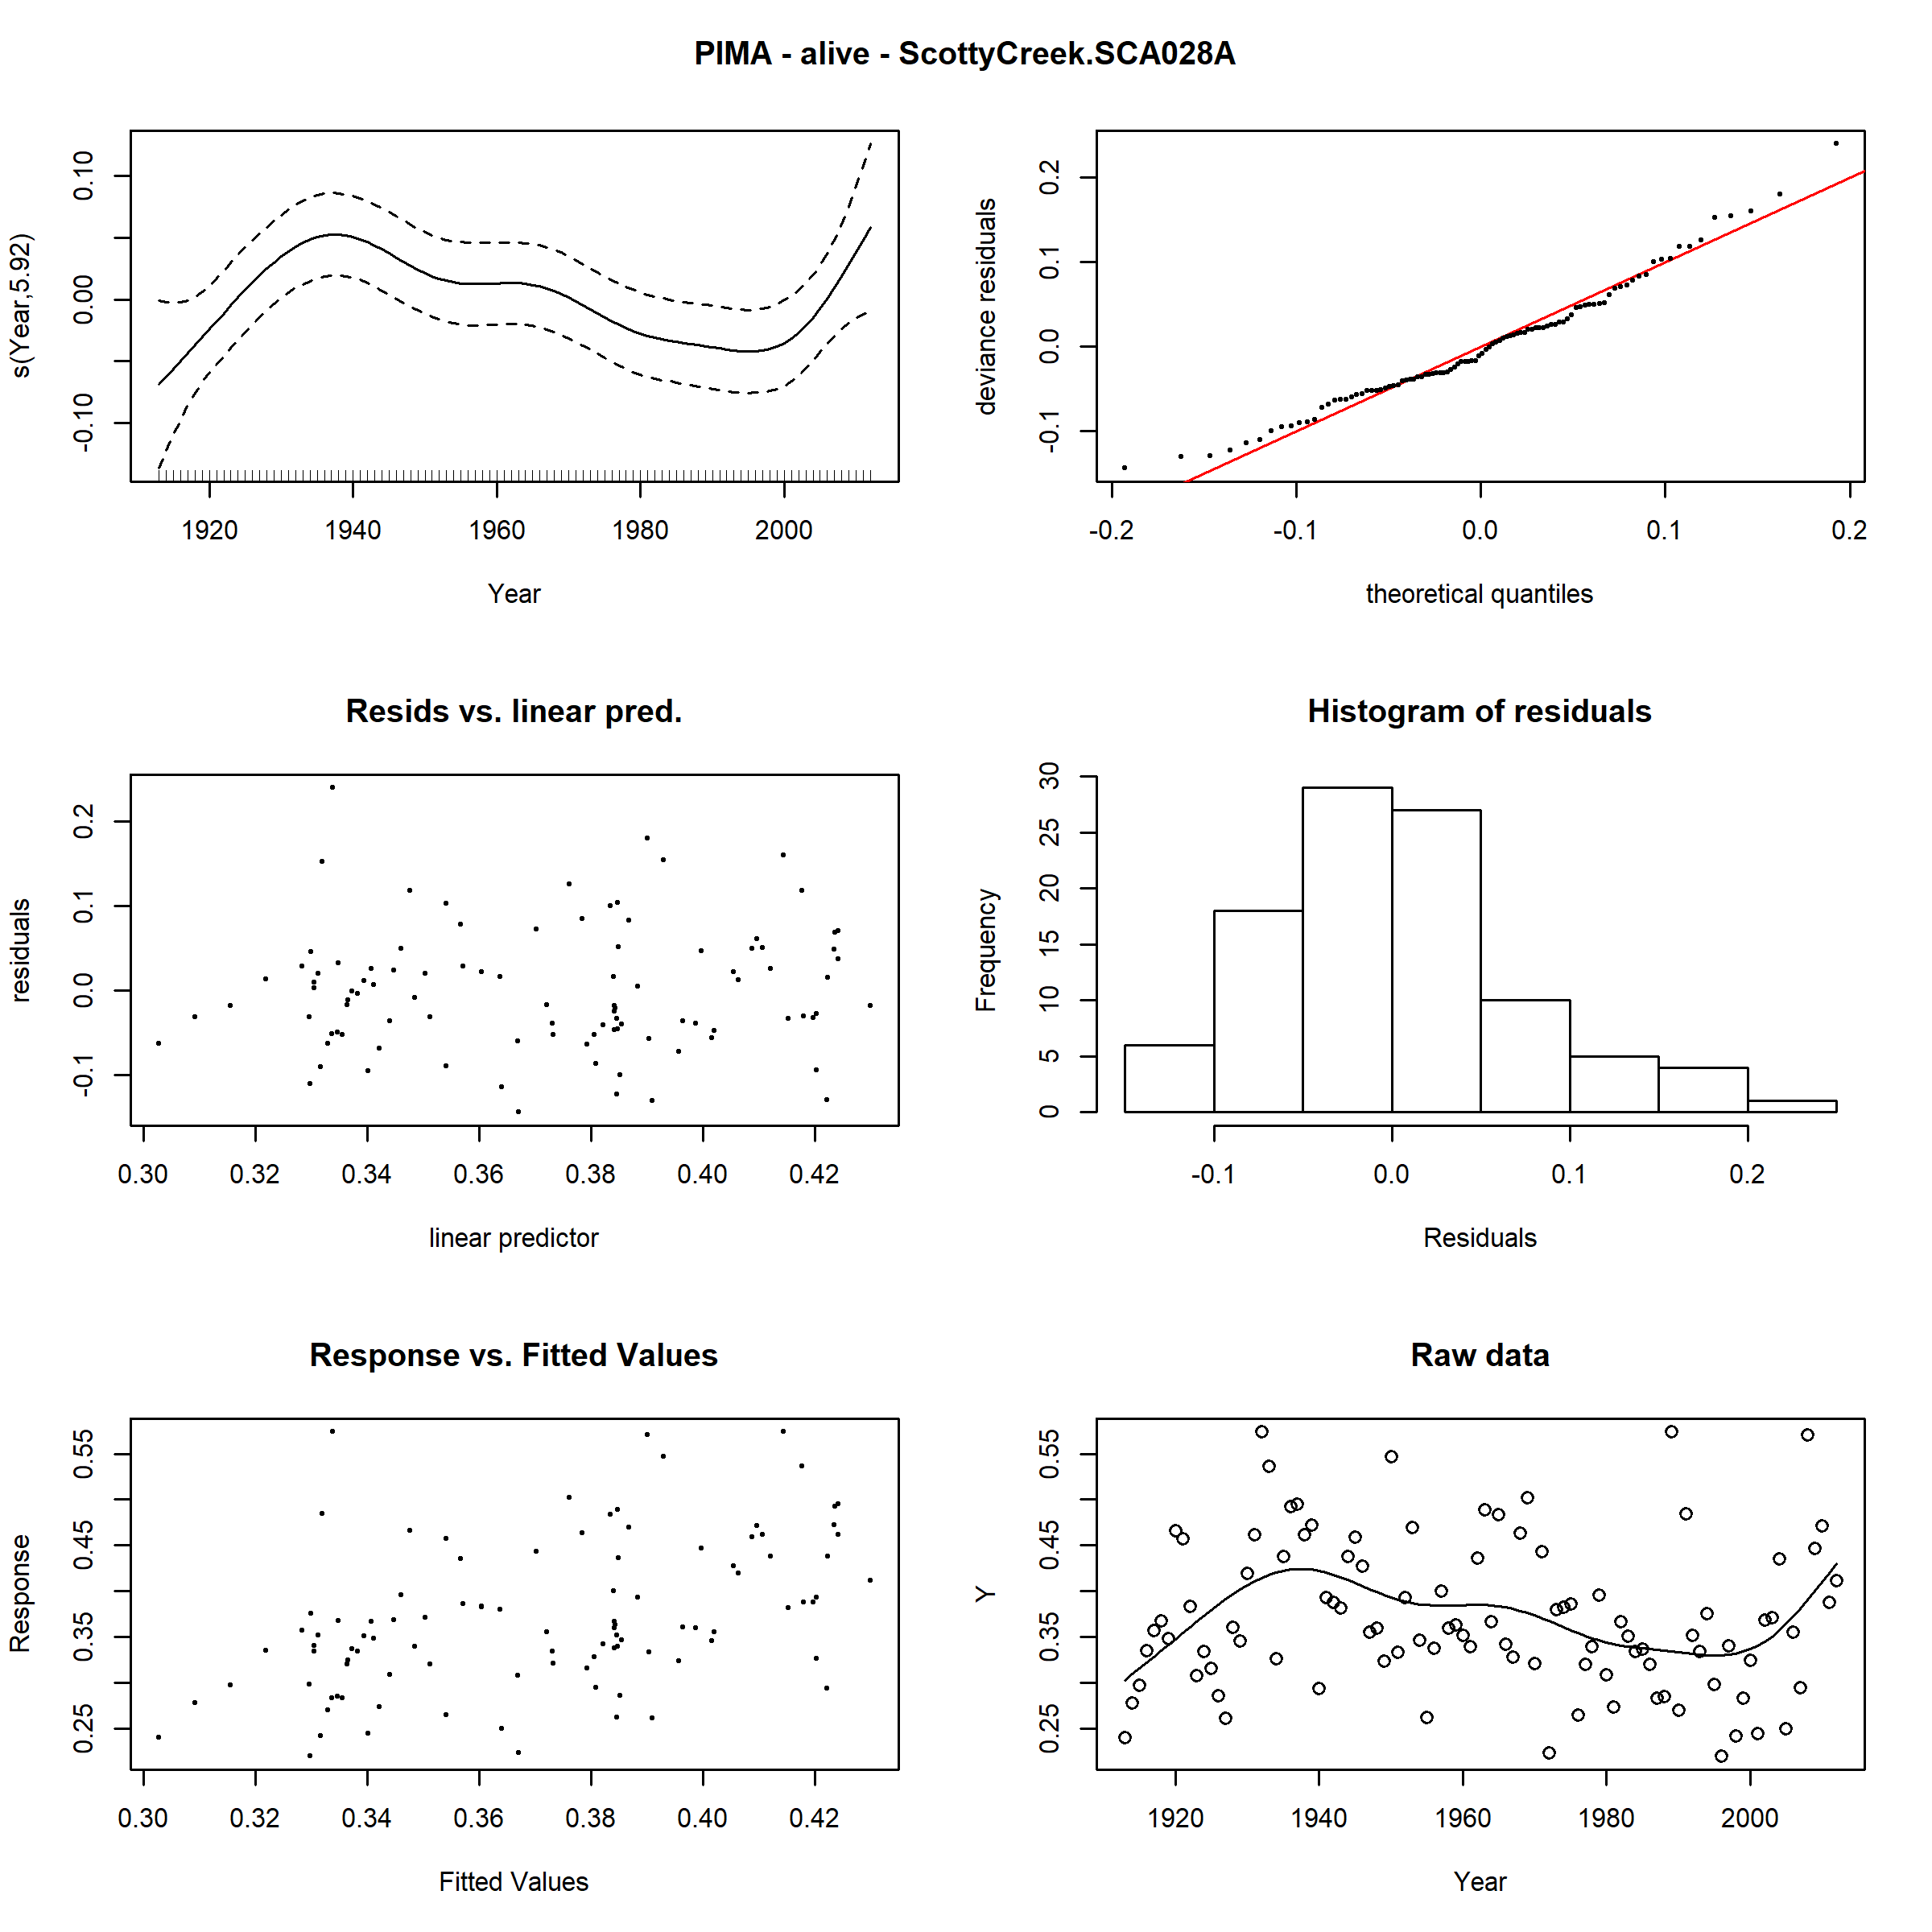 PIMA - alive - ScottyCreek.SCA028A
s(Year,5.92)
-0.10 0.00 0.10
1920 1940 1960 1980 2000
Year
deviance residuals
-0.1 0.0 0.1 0.2
-0.2 -0.1 0.0 0.1 0.2
theoretical quantiles
Resids vs. linear pred.
residuals
-0.1 0.0 0.1 0.2
0.30 0.32 0.34 0.36 0.38 0.40 0.42
linear predictor
Histogram of residuals
Frequency
0 5 10 15 20 25 30
-0.1 0.0 0.1 0.2
Residuals
Response vs. Fitted Values
Response
0.25 0.35 0.45 0.55
0.30 0.32 0.34 0.36 0.38 0.40 0.42
Fitted Values
Raw data
Y
0.25 0.35 0.45 0.55
1920 1940 1960 1980 2000
Year